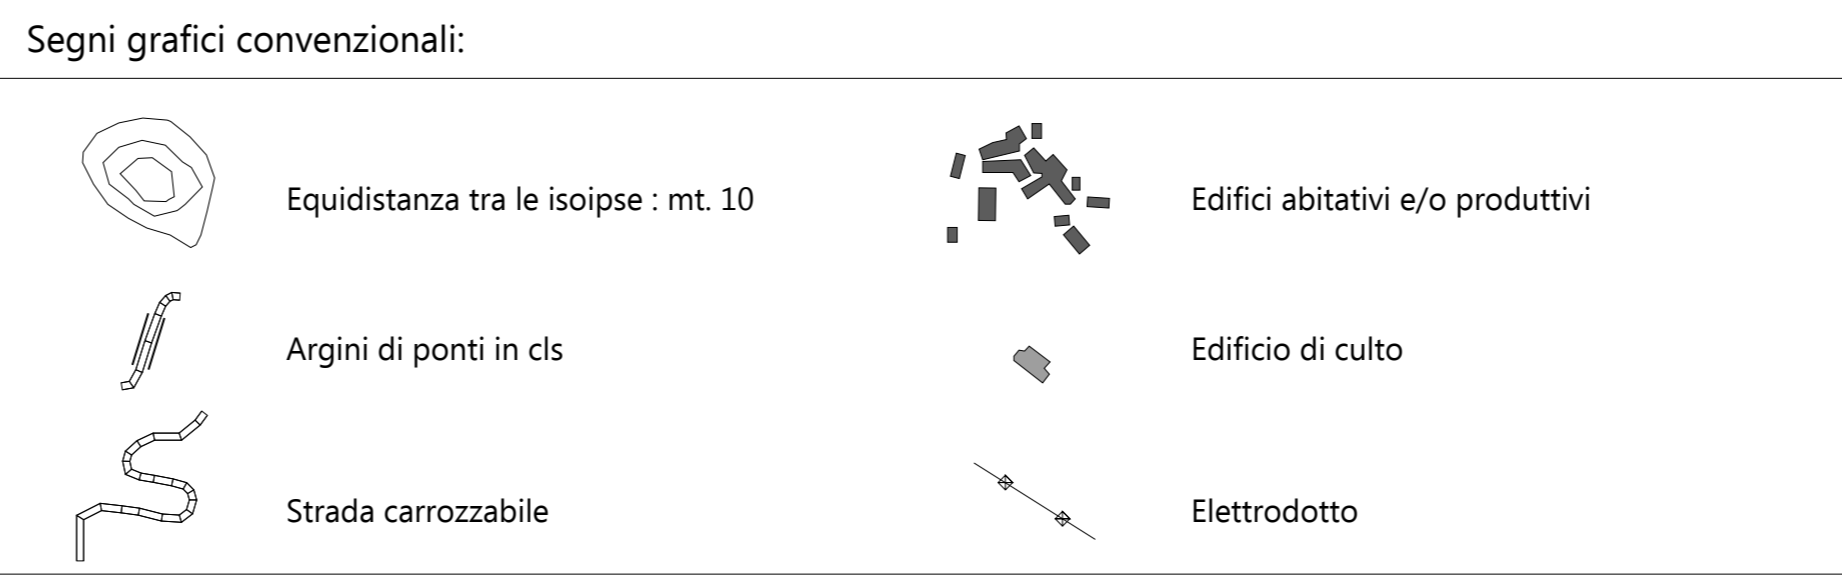 Segni grafici convenzionali:
Equidistanza tra le isoipse : mt. 10
Edifici abitativi e/o produttivi
Argini di ponti in cls
Edificio di culto
Strada carrozzabile
Elettrodotto